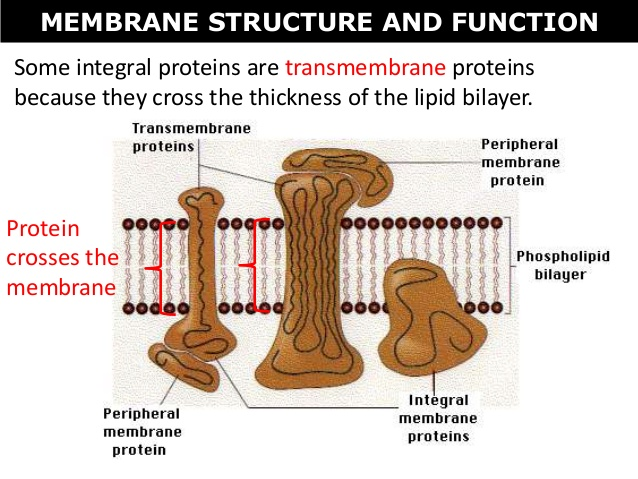 MEMBRANE STRUCTURE AND FUNCTION
Some integral proteins are transmembrane proteins
because they cross the thickness of the lipid bilayer.
Transmembrane
proteins
Peripheral
membrane
protein
Protein
crosses the
membrane
Phospholipid
bilayer
Peripheral
membrane
protein
Integral
membrane
proteins